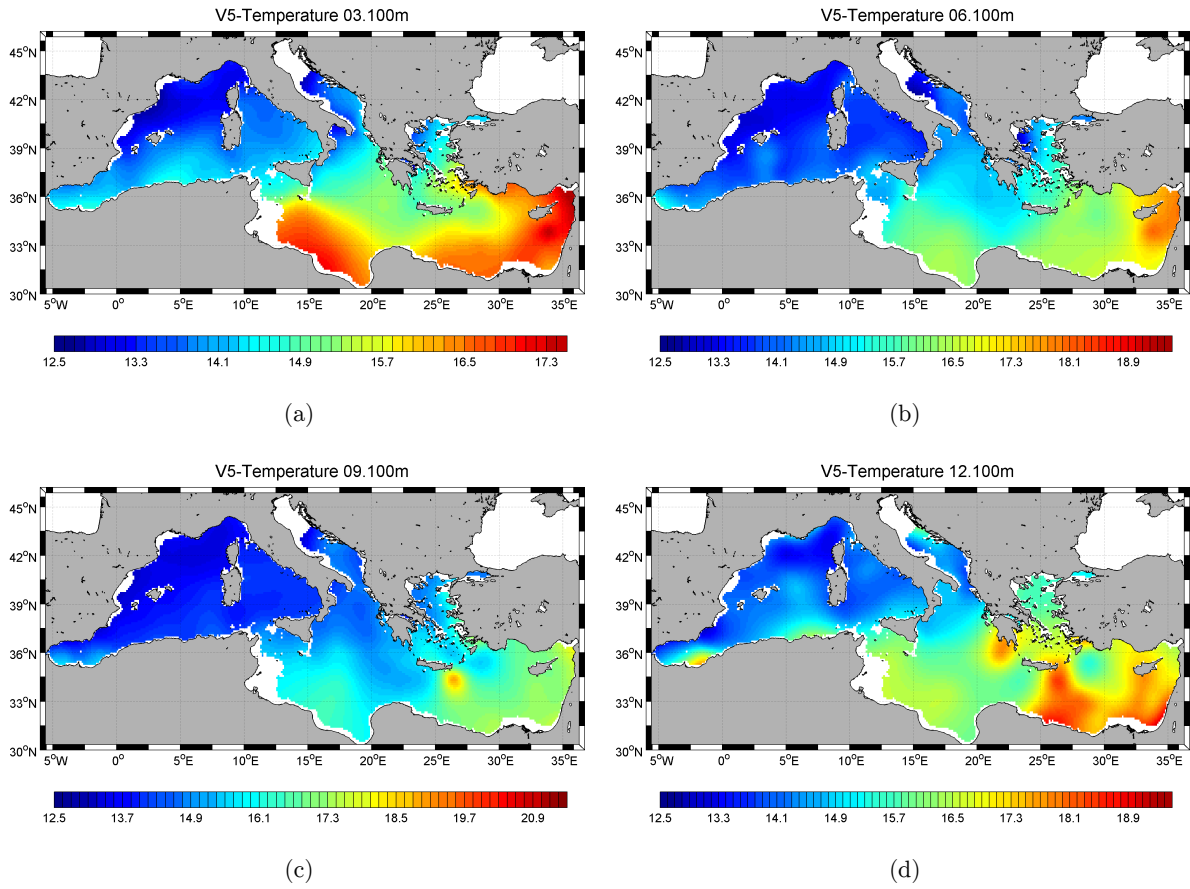 V5-Temperature 03.100m
45°N
42°N
39°N
36°N
33°N
30°N
5°W 0° 5°E 10°E 15°E 20°E 25°E 30°E 35°E
12.5 13.3 14.1 14.9 15.7 16.5 17.3
(a)
V5-Temperature 06.100m
45°N
42°N
39°N
36°N
33°N
30°N
5°W 0° 5°E 10°E 15°E 20°E 25°E 30°E 35°E
12.5 13.3 14.1 14.9 15.7 16.5 17.3 18.1 18.9
(b)
V5-Temperature 09.100m
45°N
42°N
39°N
36°N
33°N
30°N
5°W 0° 5°E 10°E 15°E 20°E 25°E 30°E 35°E
12.5 13.7 14.9 16.1 17.3 18.5 19.7 20.9
(c)
V5-Temperature 12.100m
45°N
42°N
39°N
36°N
33°N
30°N
5°W 0° 5°E 10°E 15°E 20°E 25°E 30°E 35°E
12.5 13.3 14.1 14.9 15.7 16.5 17.3 18.1 18.9
(d)